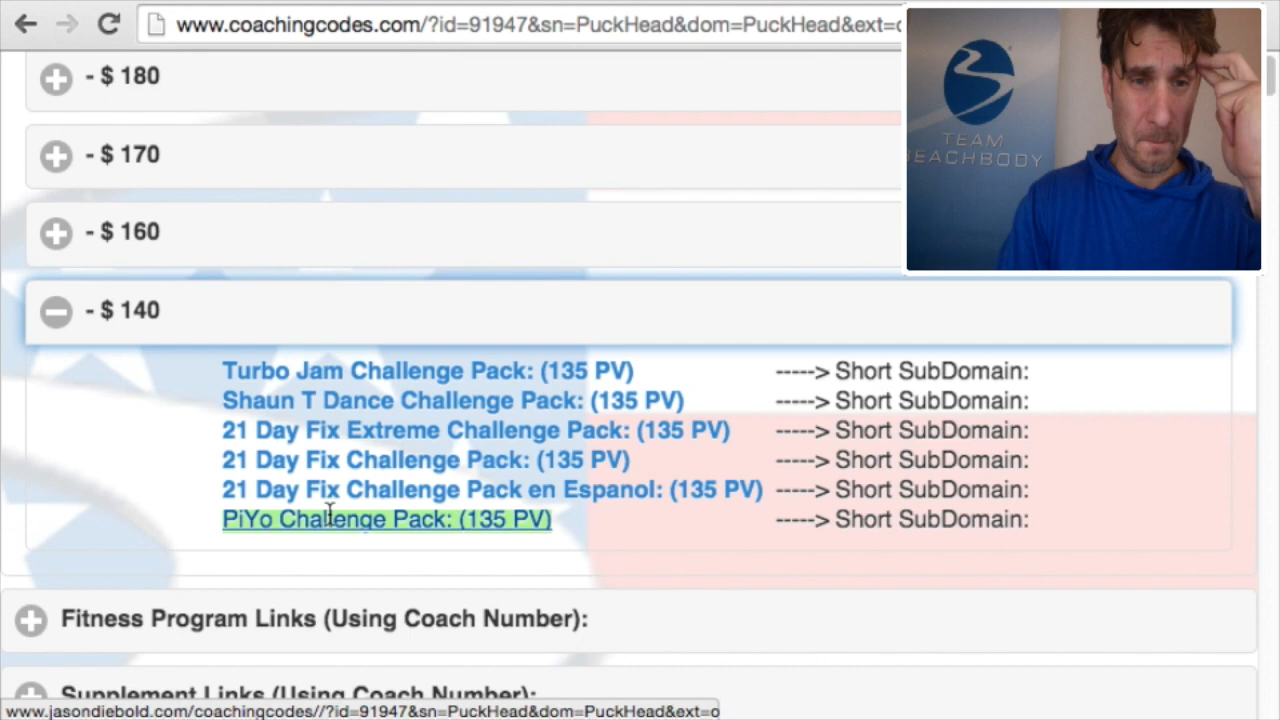 www.coachingcodes.com/?id=91947&sn=PuckHead&dom=PuckHead&ext=
- $ 180
- $ 170
- $ 160
- $ 140
TEAM
BEACHBODY
Turbo Jam Challenge Pack: (135 PV) -----> Short SubDomain:
Shaun T Dance Challenge Pack: (135 PV) -----> Short SubDomain:
21 Day Fix Extreme Challenge Pack: (135 PV) -----> Short SubDomain:
21 Day Fix Challenge Pack: (135 PV) -----> Short SubDomain:
21 Day Fix Challenge Pack en Espanol: (135 PV) -----> Short SubDomain:
PiYo Challenge Pack: (135 PV) -----> Short SubDomain:
Fitness Program Links (Using Coach Number):
Supplement Links (Using Coach Number):
www.jasondiebold.com/coachingcodes//?id=91947&sn=PuckHead&dom=PuckHead&ext=o